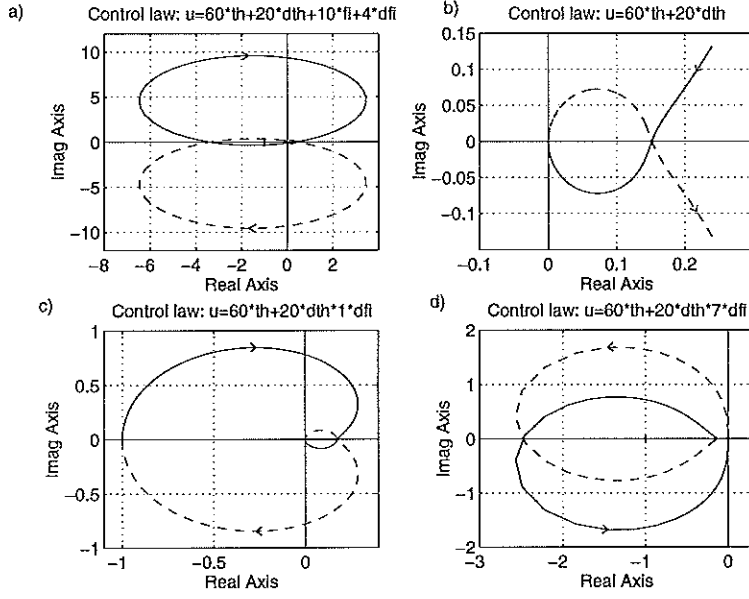 a)
Control law: u=60*th+20*dth+10*fi+4*dfi
10
5
0
-5
-10
Imag Axis
-8 -6 -4 -2 0 2
Real Axis
b)
Control law: u=60*th+20*dth
0.15
0.1
0.05
0
-0.05
-0.1
Imag Axis
-0.1 0 0.1 0.2
Real Axis
c)
Control law: u=60*th+20*dth*1*dfi
1
0.5
0
-0.5
-1
Imag Axis
-1 -0.5 0
Real Axis
d)
Control law: u=60*th+20*dth*7*dfi
2
1
0
-1
-2
Imag Axis
-3 -2 -1 0
Real Axis